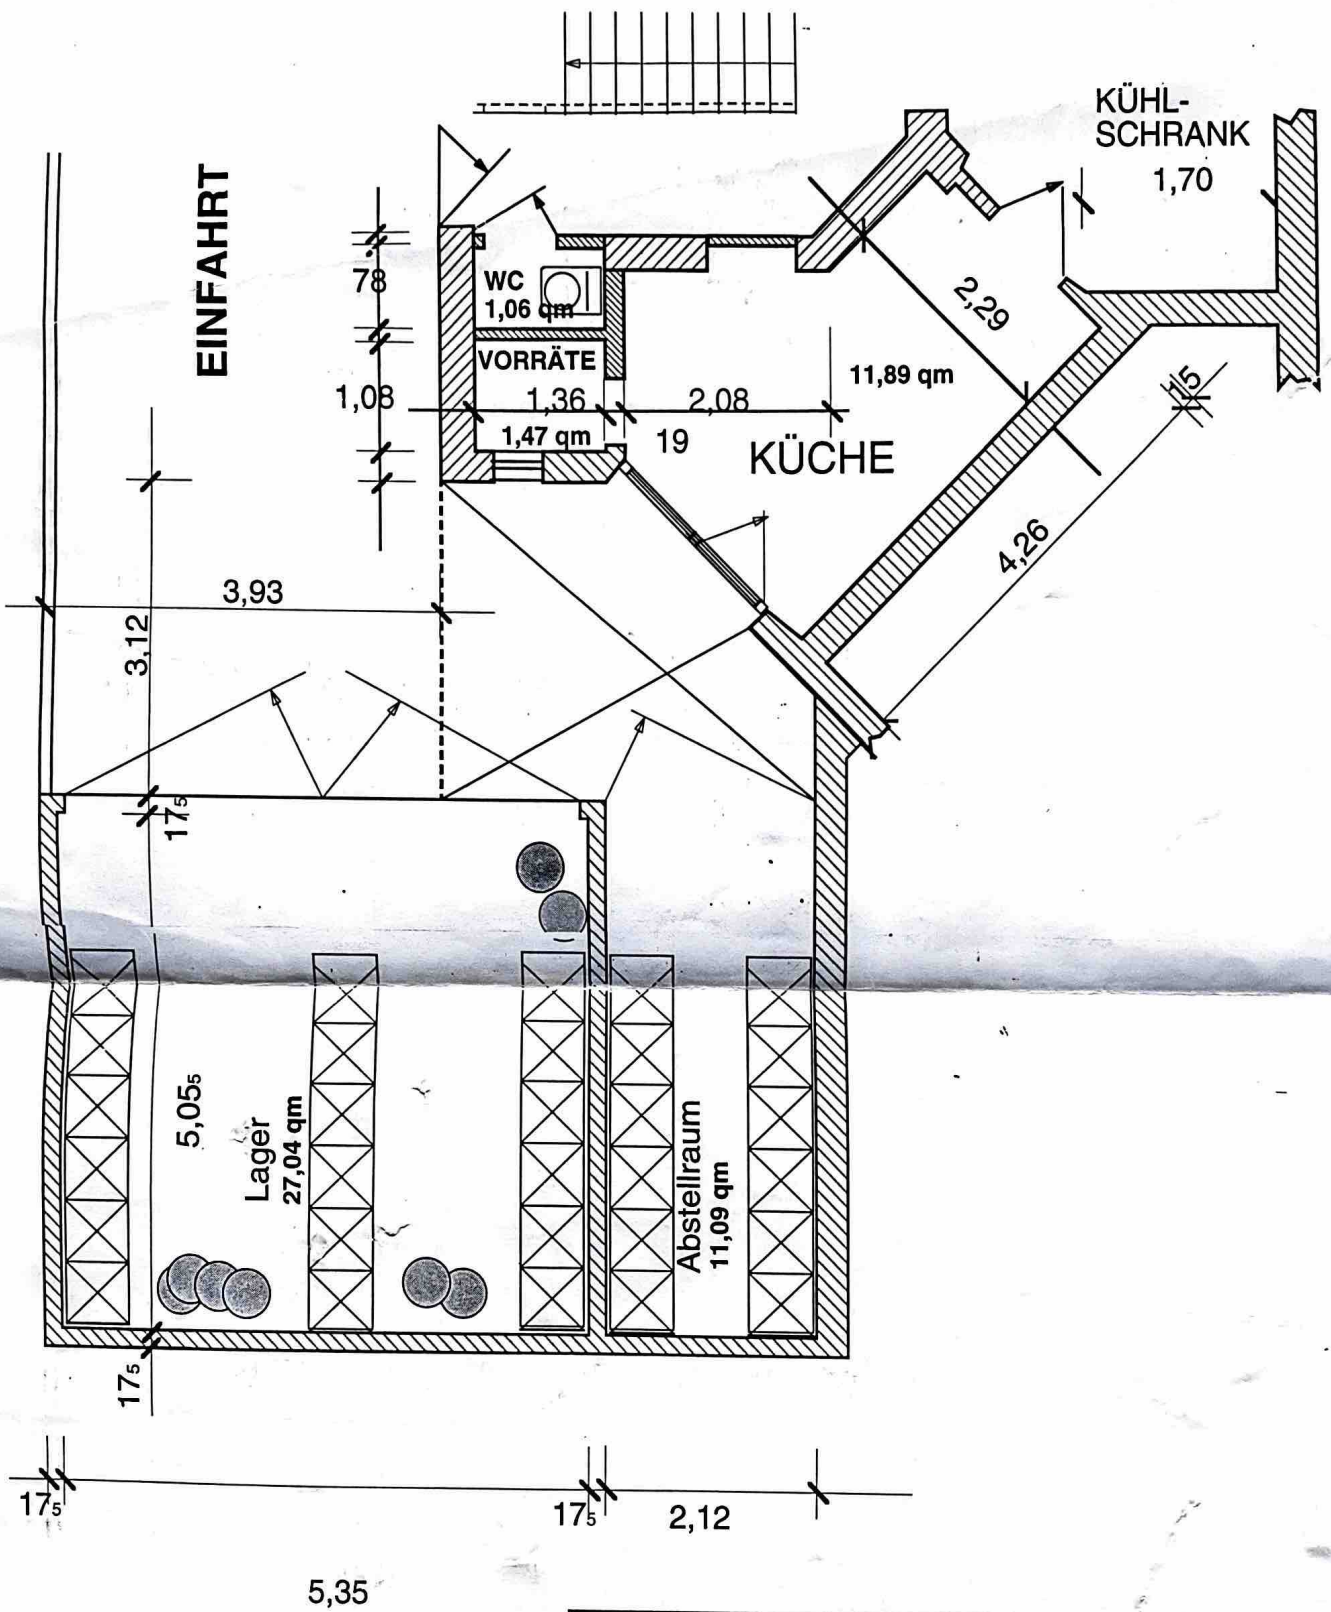 KÜHL-
SCHRANK
1,70
EINFAHRT
78
WC
1,06 qm
VORRÄTE
1,08
1,36
2,08
1,47 qm
19
11,89 qm
KÜCHE
2,29
15
4,26
3,93
3,12
17⁵
5,05⁵
Lager
27,04 qm
Abstellraum
11,09 qm
17⁵
17⁵
17⁵
2,12
5,35